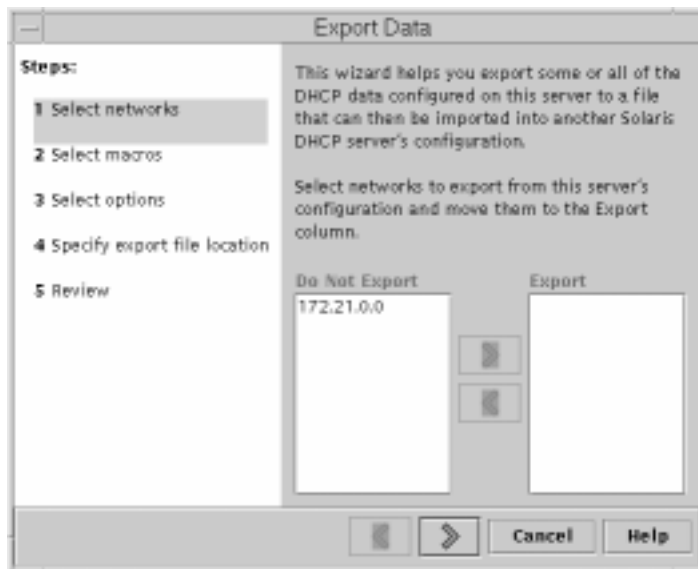 Export Data
Steps:
1 Select networks
2 Select macros
3 Select options
4 Specify export file location
5 Review
This wizard helps you export some or all of the
DHCP data configured on this server to a file
that can then be imported into another Solaris
DHCP server's configuration.
Select networks to export from this server's
configuration and move them to the Export
column.
Do Not Export
172.21.0.0
Export
Cancel
Help